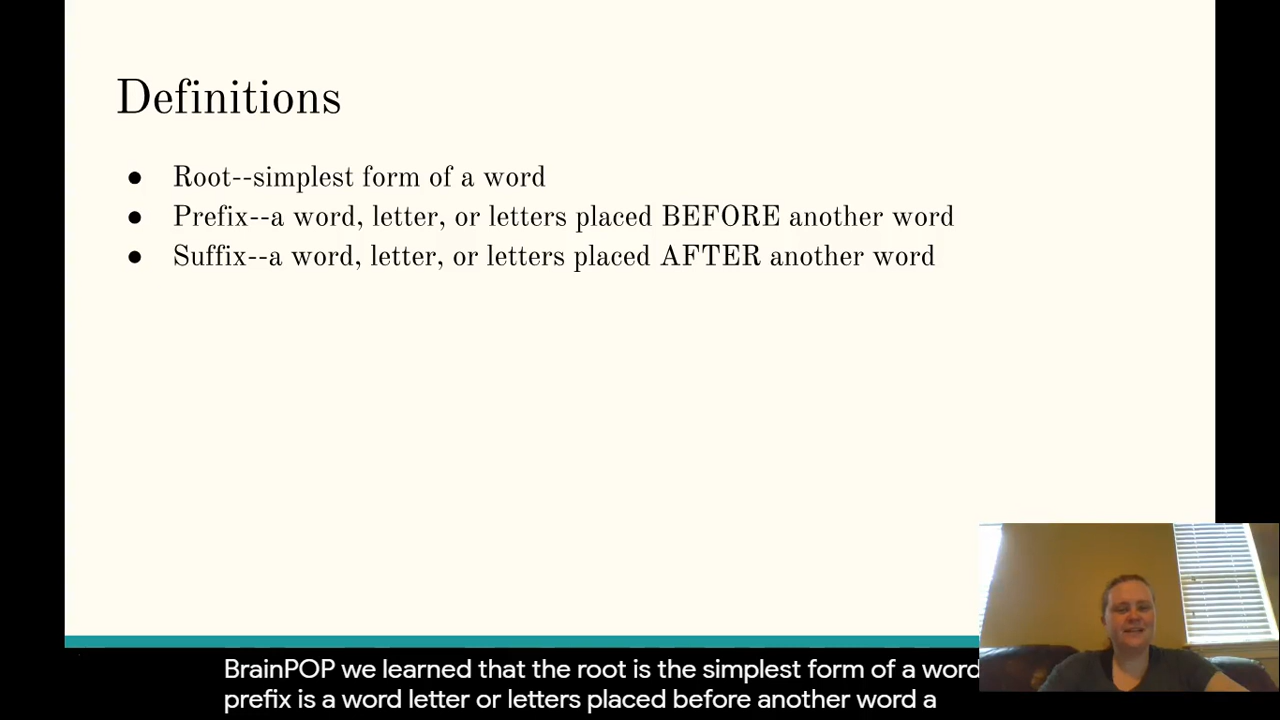 Definitions
● Root--simplest form of a word
● Prefix--a word, letter, or letters placed BEFORE another word
● Suffix--a word, letter, or letters placed AFTER another word
BrainPOP we learned that the root is the simplest form of a word
prefix is a word letter or letters placed before another word a